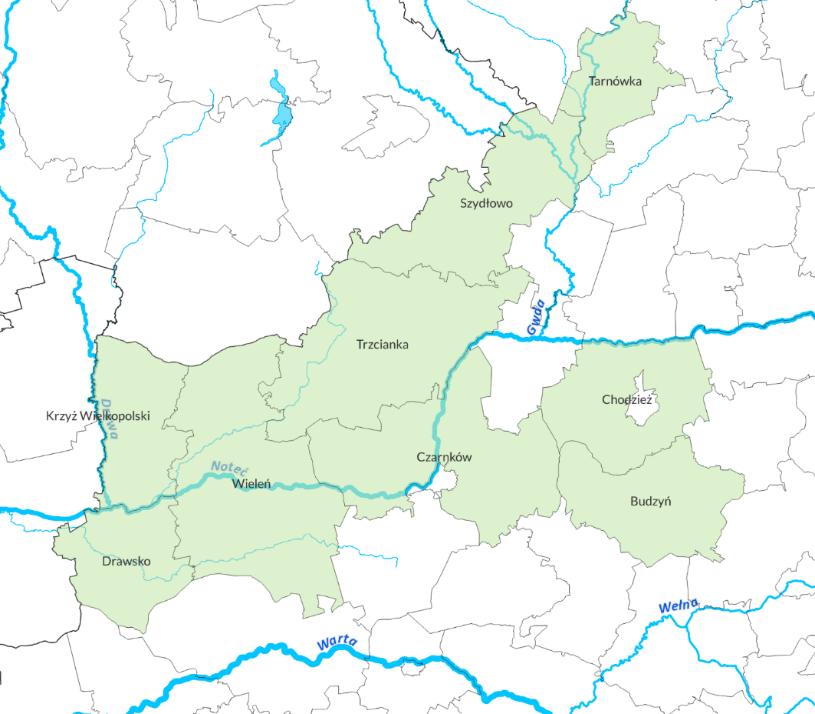 Tarnówka
Szydłowo
Gwda
Trzcianka
Chodzież
Krzyż Wielkopolski
Drawa
Czarnków
Noteć
Wieleń
Budzyń
Drawsko
Wełna
Warta